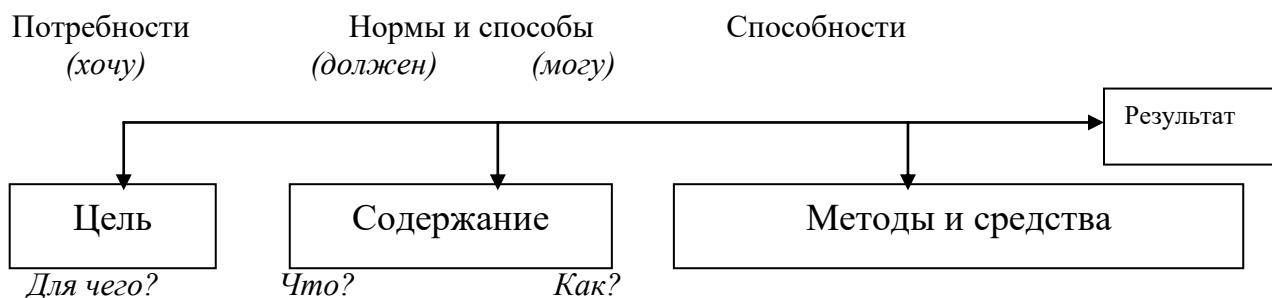 Потребности Нормы и способы Способности
(хочу) (должен) (могу)
Результат
Цель Содержание Методы и средства
Для чего? Что? Как?